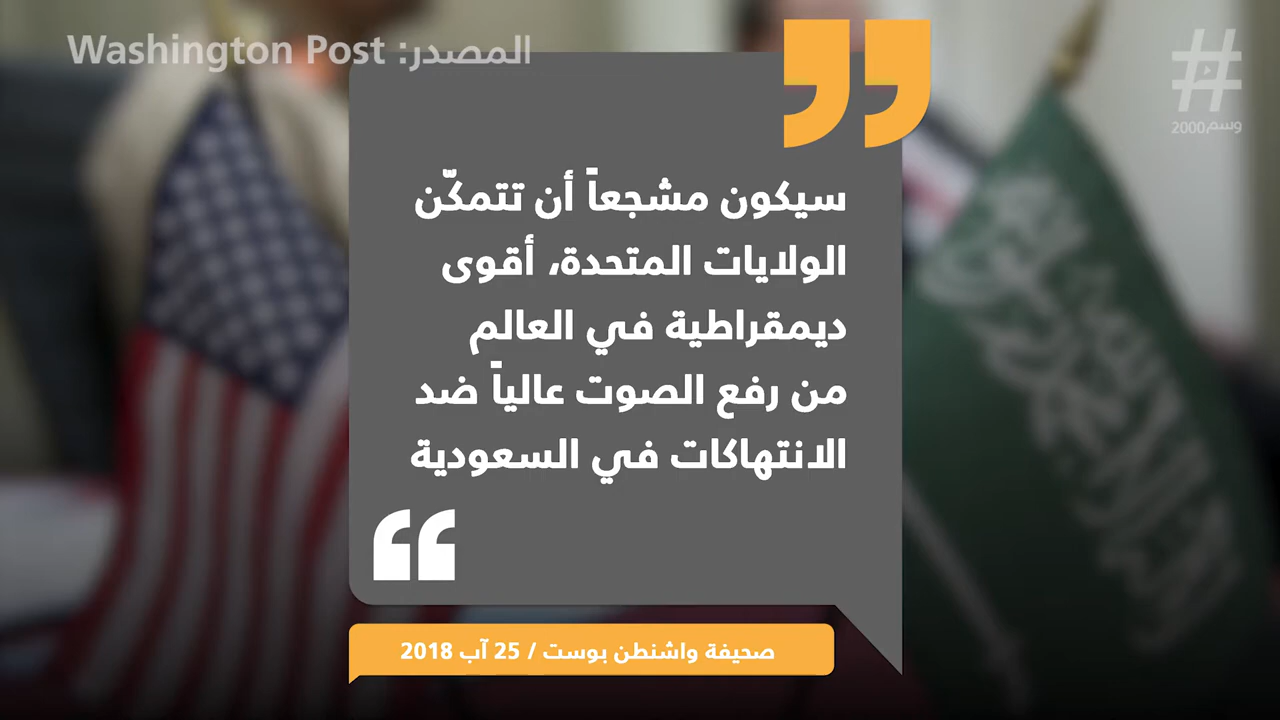 المصدر: Washington Post
وسم2000
سيكون مشجعاً أن تتمكّن
الولايات المتحدة، أقوى
ديمقراطية في العالم
من رفع الصوت عالياً ضد
الانتهاكات في السعودية
صحيفة واشنطن بوست / 25 آب 2018